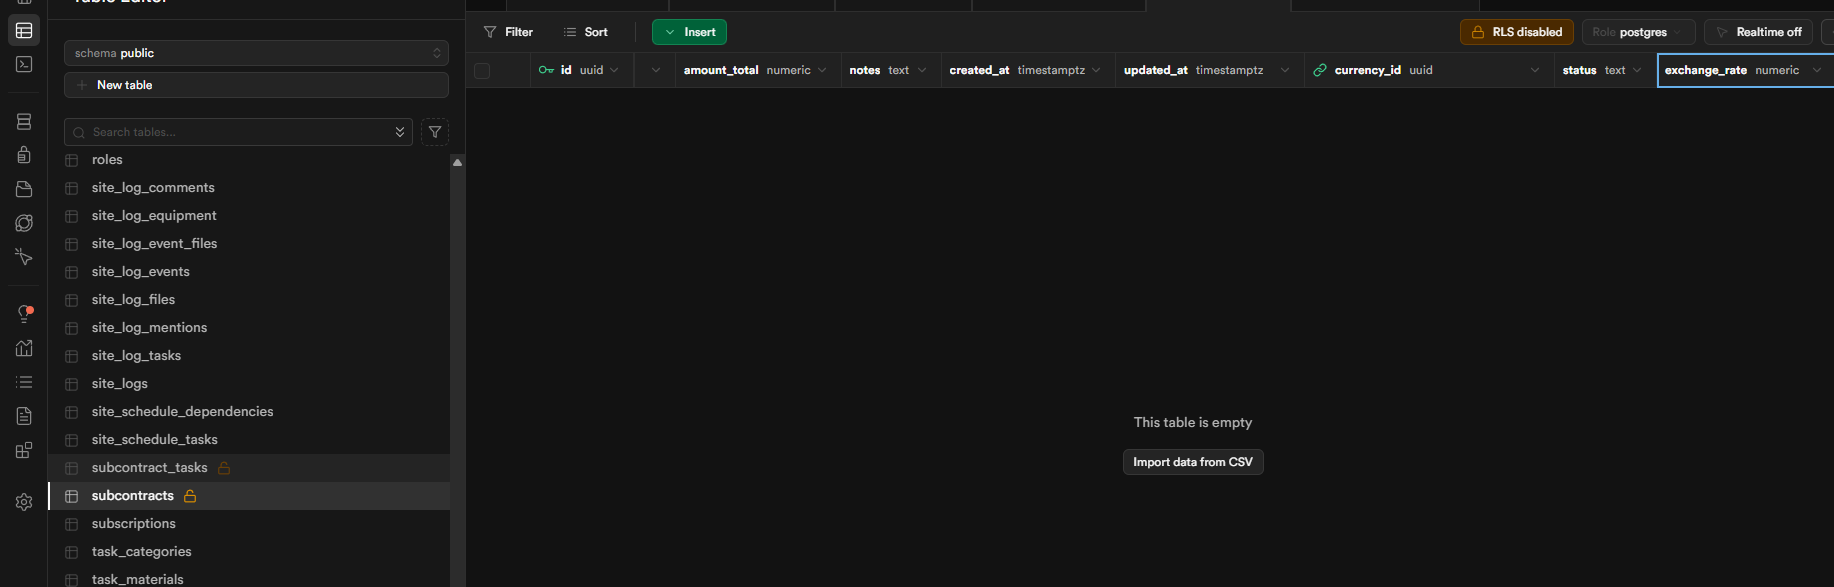 Table Editor
schema public
New table
Search tables...
roles
site_log_comments
site_log_equipment
site_log_event_files
site_log_events
site_log_files
site_log_mentions
site_log_tasks
site_logs
site_schedule_dependencies
site_schedule_tasks
subcontract_tasks
subcontracts
subscriptions
task_categories
task_materials
Filter Sort Insert RLS disabled Role postgres Realtime off
id uuid amount_total numeric notes text created_at timestamptz updated_at timestamptz currency_id uuid status text exchange_rate numeric
This table is empty
Import data from CSV